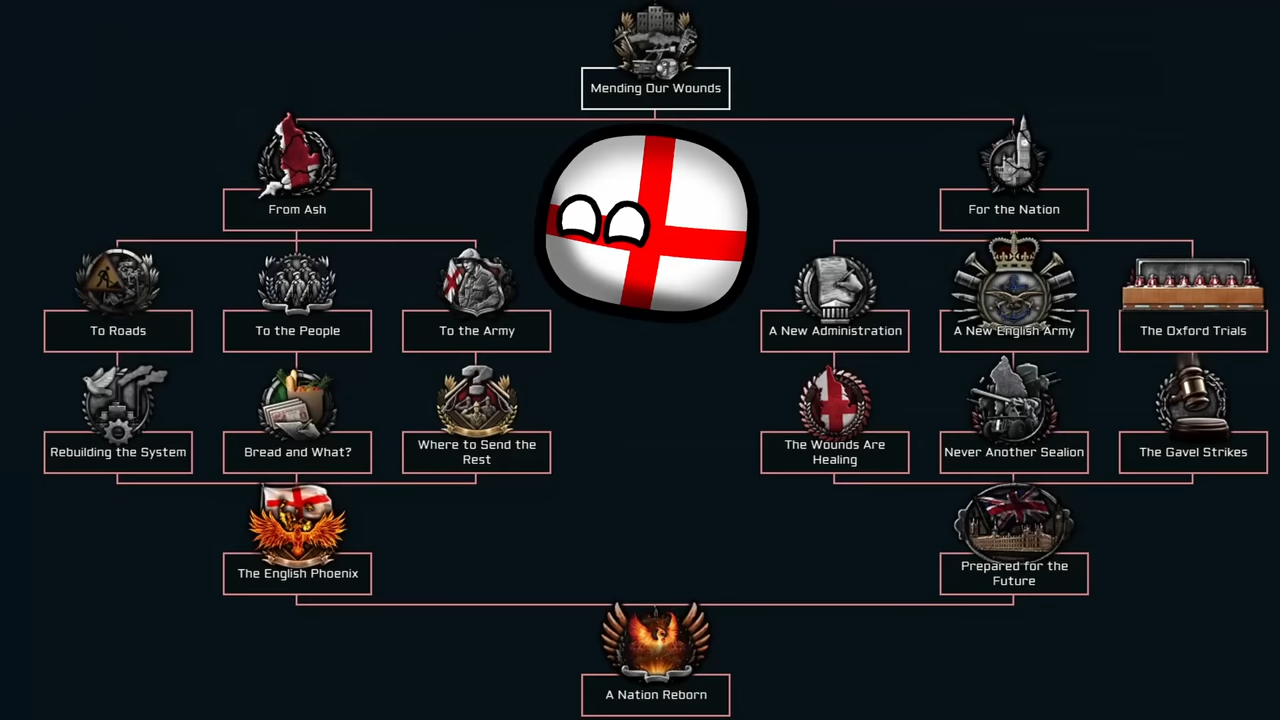 Mending Our Wounds
From Ash
For the Nation
To Roads
To the People
To the Army
A New Administration
A New English Army
The Oxford Trials
Rebuilding the System
Bread and What?
Where to Send the
Rest
The Wounds Are
Healing
Never Another Sealion
The Gavel Strikes
The English Phoenix
Prepared for the
Future
A Nation Reborn